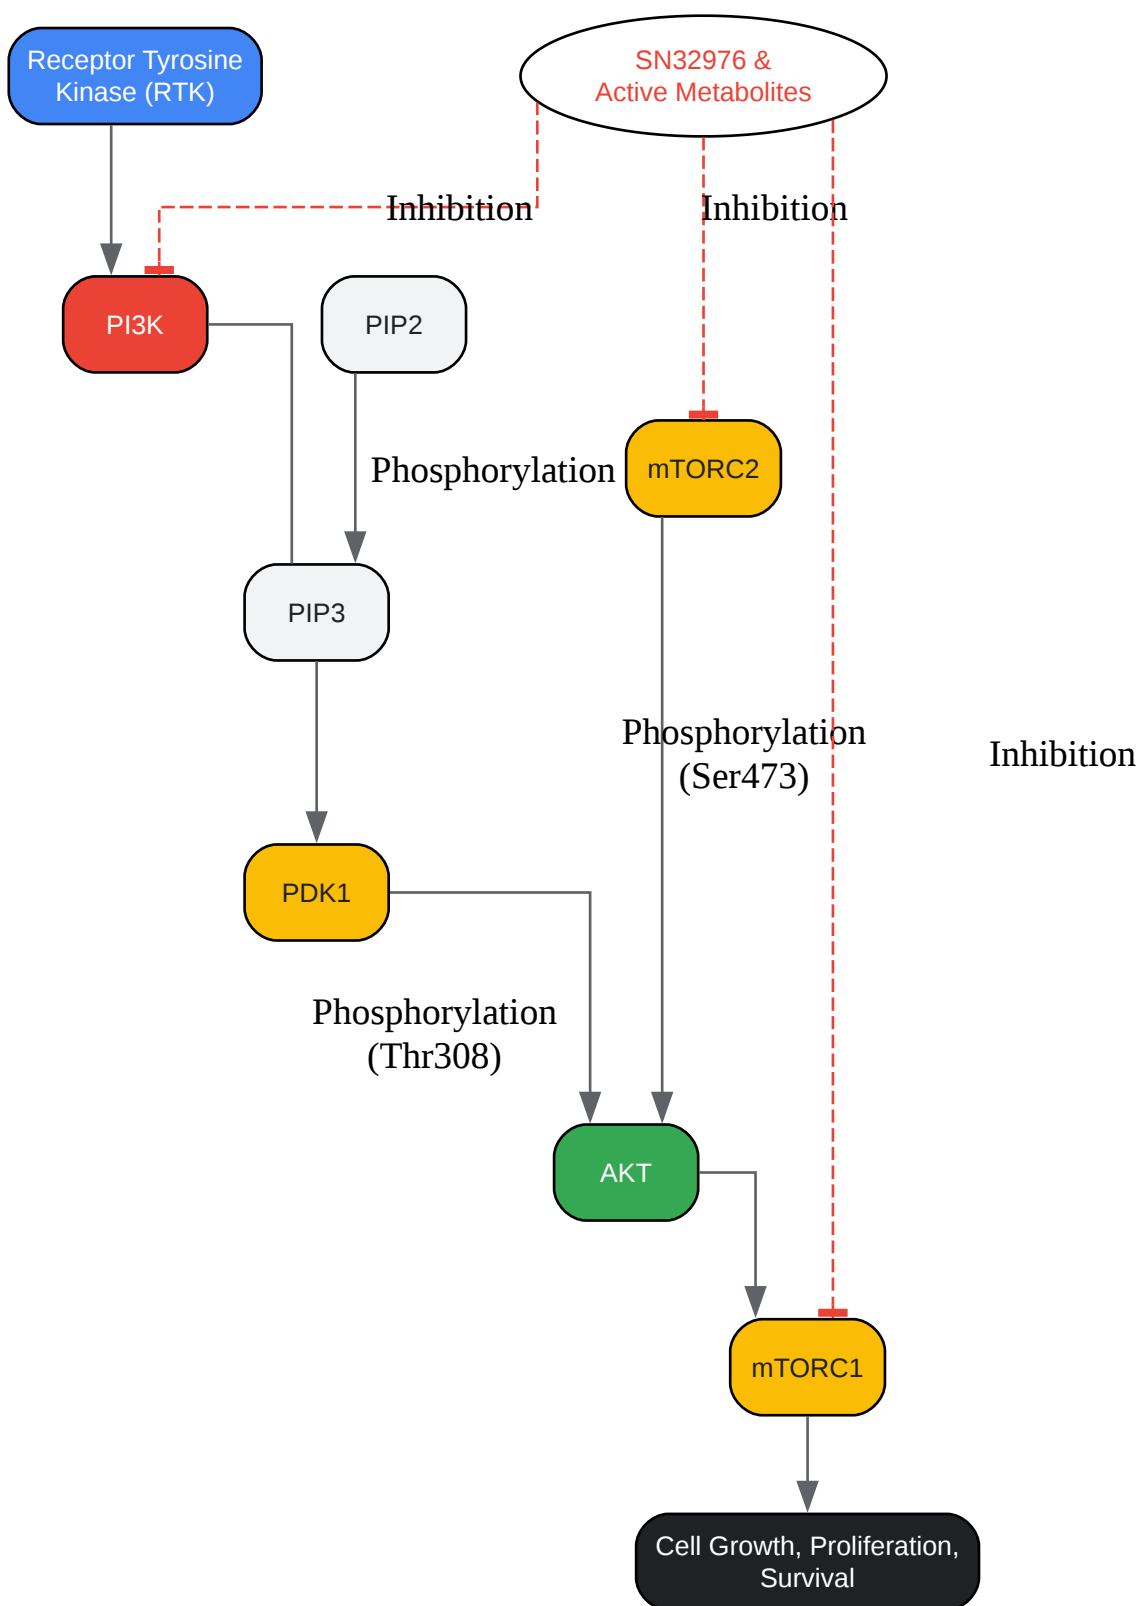 Receptor Tyrosine
Kinase (RTK)
SN32976 &
Active Metabolites
Inhibition
Inhibition
PI3K
PIP2
Phosphorylation
mTORC2
PIP3
Phosphorylation
(Ser473)
Inhibition
PDK1
Phosphorylation
(Thr308)
AKT
mTORC1
Cell Growth, Proliferation,
Survival